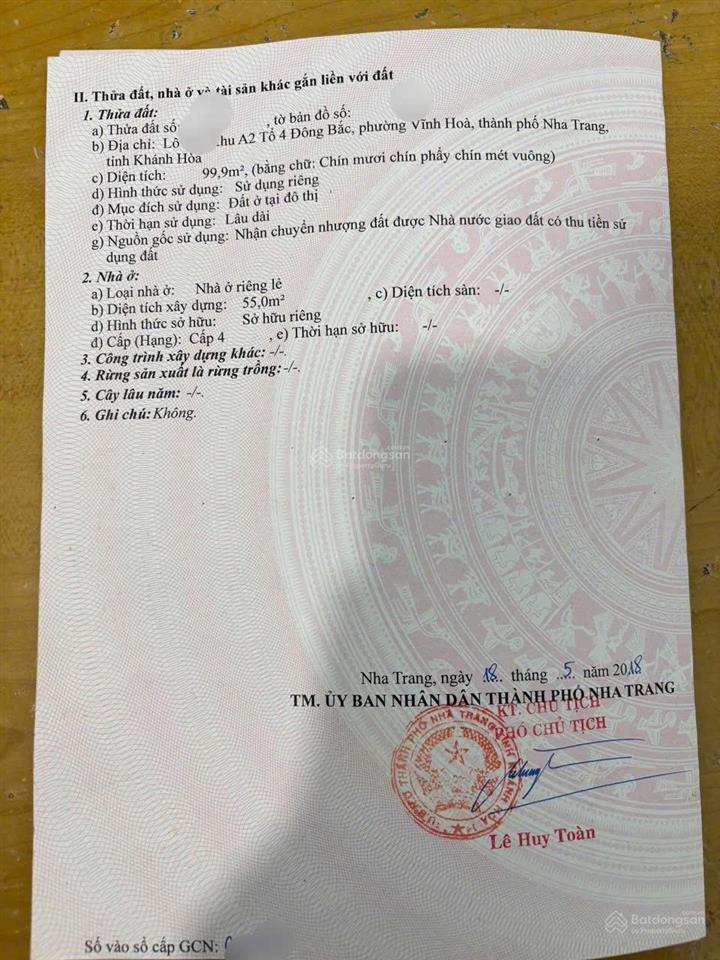 II. Thửa đất, nhà ở và tài sản khác gắn liền với đất
1. Thửa đất:
a) Thửa đất số: , tờ bản đồ số:
b) Địa chỉ: Lô khu A2 Tổ 4 Đông Bắc, phường Vĩnh Hoà, thành phố Nha Trang,
tỉnh Khánh Hòa
c) Diện tích: 99,9m², (bằng chữ: Chín mươi chín phẩy chín mét vuông)
d) Hình thức sử dụng: Sử dụng riêng
đ) Mục đích sử dụng: Đất ở tại đô thị
e) Thời hạn sử dụng: Lâu dài
g) Nguồn gốc sử dụng: Nhận chuyển nhượng đất được Nhà nước giao đất có thu tiền sử
dụng đất
2. Nhà ở:
a) Loại nhà ở: Nhà ở riêng lẻ
b) Diện tích xây dựng: 55,0m² , c) Diện tích sàn: -/-
d) Hình thức sở hữu: Sở hữu riêng
đ) Cấp (Hạng): Cấp 4 , e) Thời hạn sở hữu: -/-
3. Công trình xây dựng khác: -/-.
4. Rừng sản xuất là rừng trồng: -/-.
5. Cây lâu năm: -/-.
6. Ghi chú: Không.
Batdongsan
by PropertyGuru
Nha Trang, ngày 18.. tháng ..5.. năm 2018
TM. ỦY BAN NHÂN DÂN THÀNH PHỐ NHA TRANG
KT. CHỦ TỊCH
PHÓ CHỦ TỊCH
Lê Huy Toàn
Số vào sổ cấp GCN:
Batdongsan
by PropertyGuru